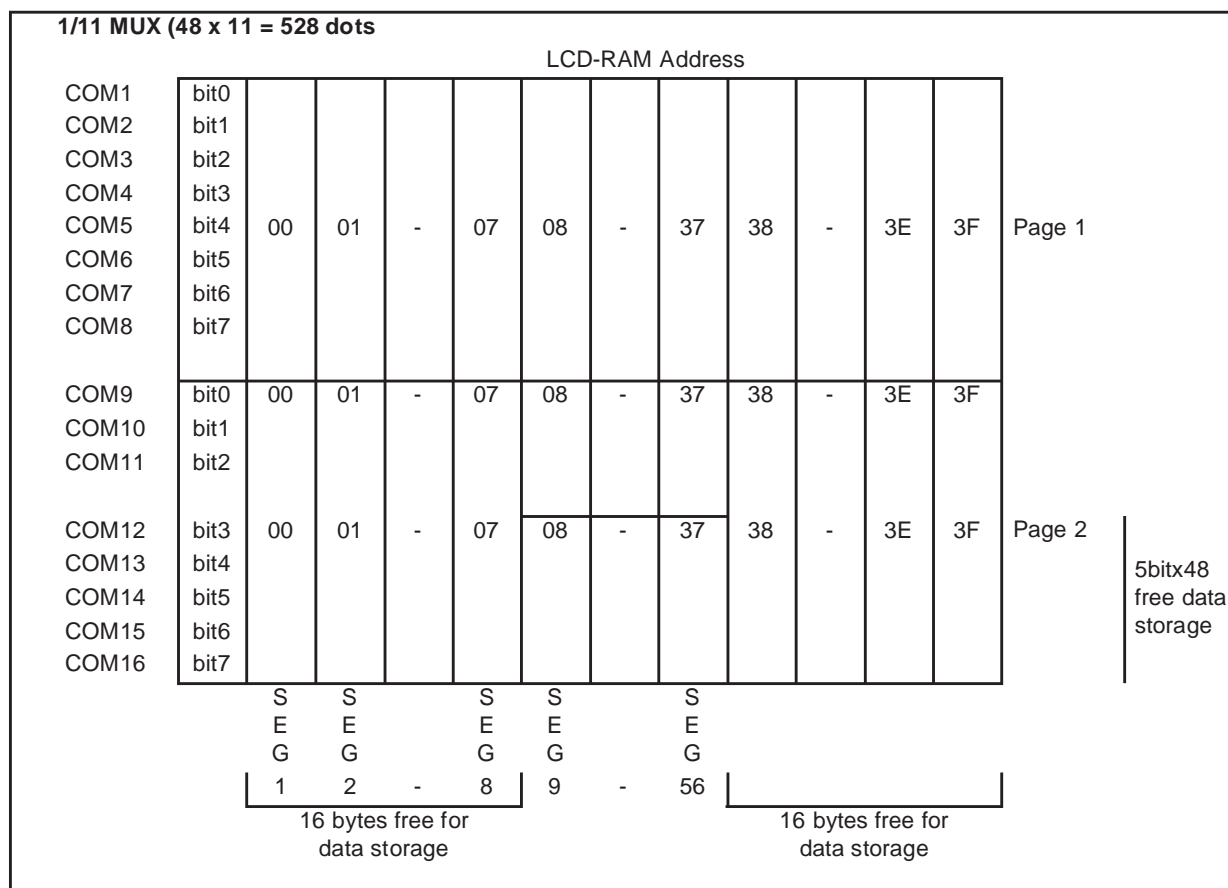 1/11 MUX (48 x 11 = 528 dots
LCD-RAM Address
COM1 bit0
COM2 bit1
COM3 bit2
COM4 bit3
COM5 bit4 00 01 - 07 08 - 37 38 - 3E 3F Page 1
COM6 bit5
COM7 bit6
COM8 bit7
COM9 bit0 00 01 - 07 08 - 37 38 - 3E 3F
COM10 bit1
COM11 bit2
COM12 bit3 00 01 - 07 08 - 37 38 - 3E 3F Page 2
COM13 bit4
COM14 bit5
COM15 bit6
COM16 bit7
5bitx48
free data
storage
S S S S S
E E E E E
G G G G G
1 2 - 8 9 - 56
16 bytes free for
data storage
16 bytes free for
data storage